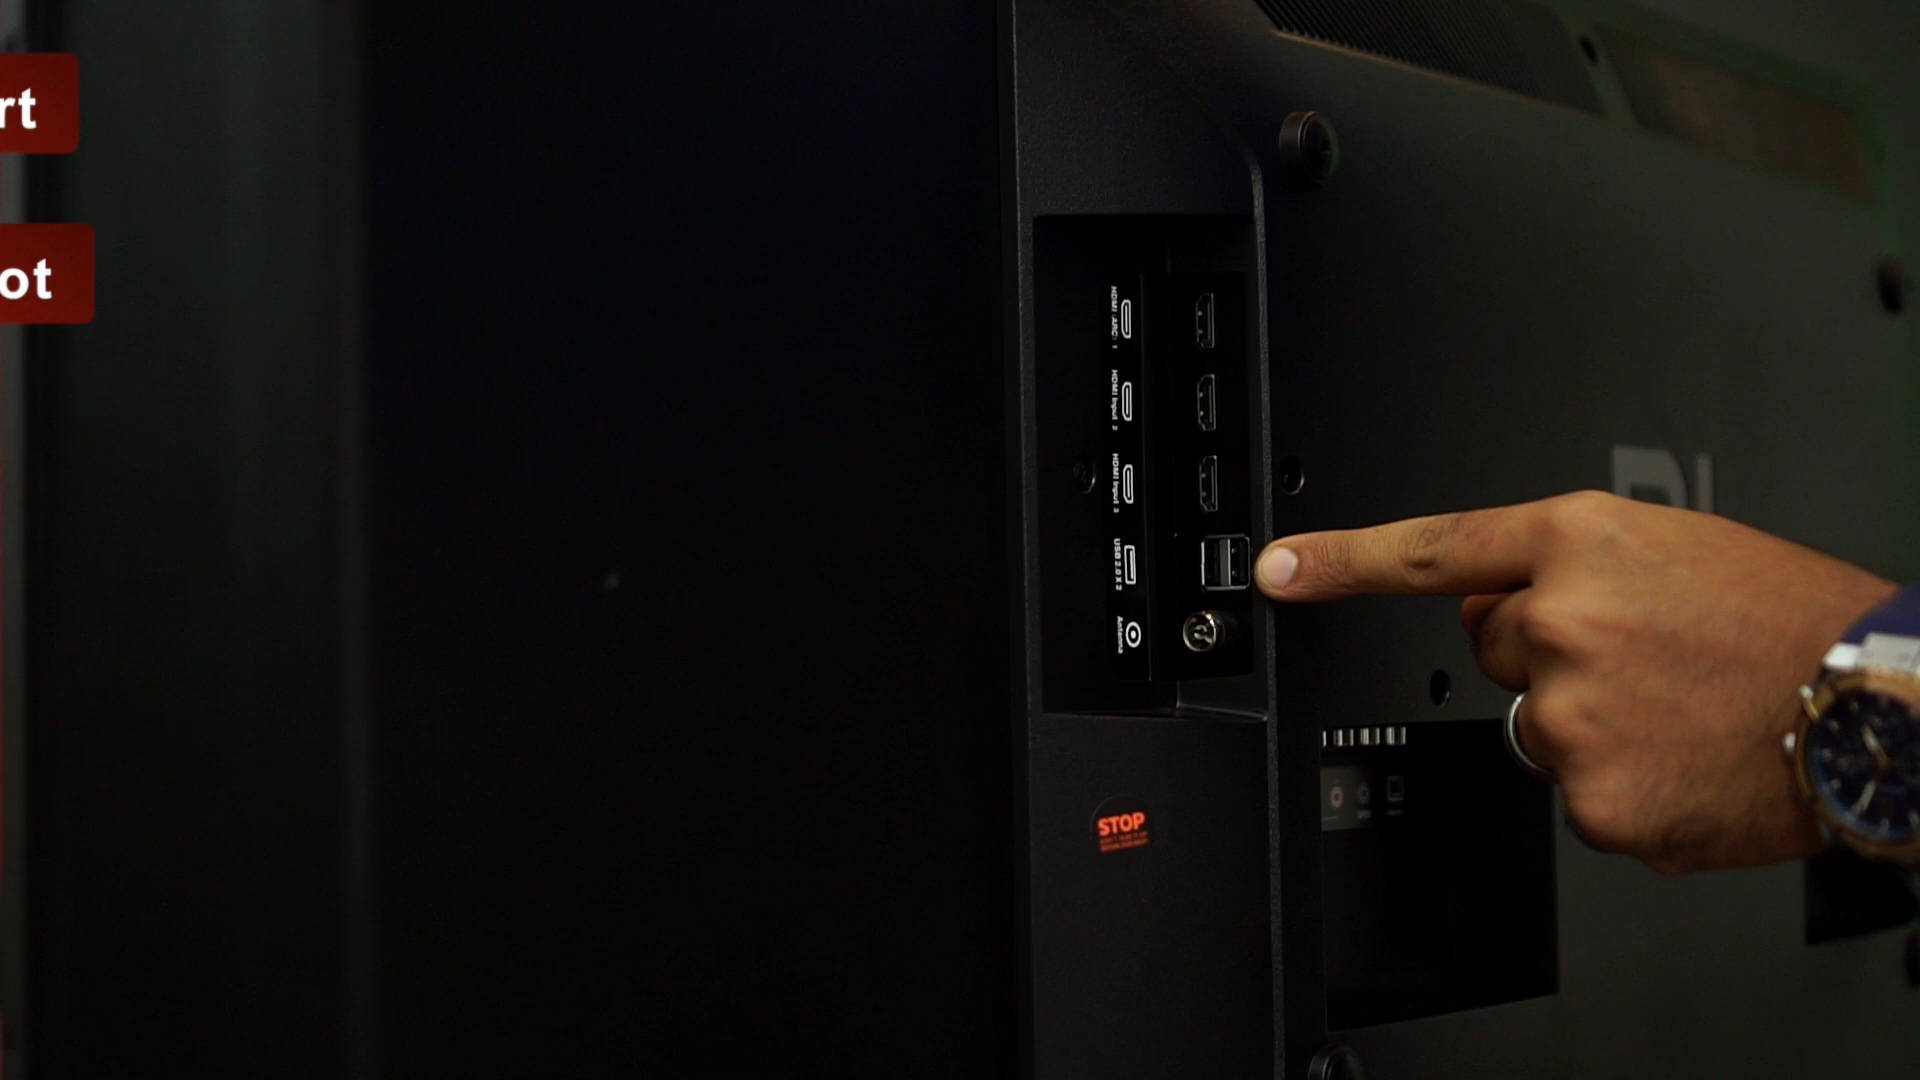 rt
ot
HDMI (ARC) 1
HDMI Input 2
HDMI Input 3
USB 2.0 X 2
Antenna
STOP